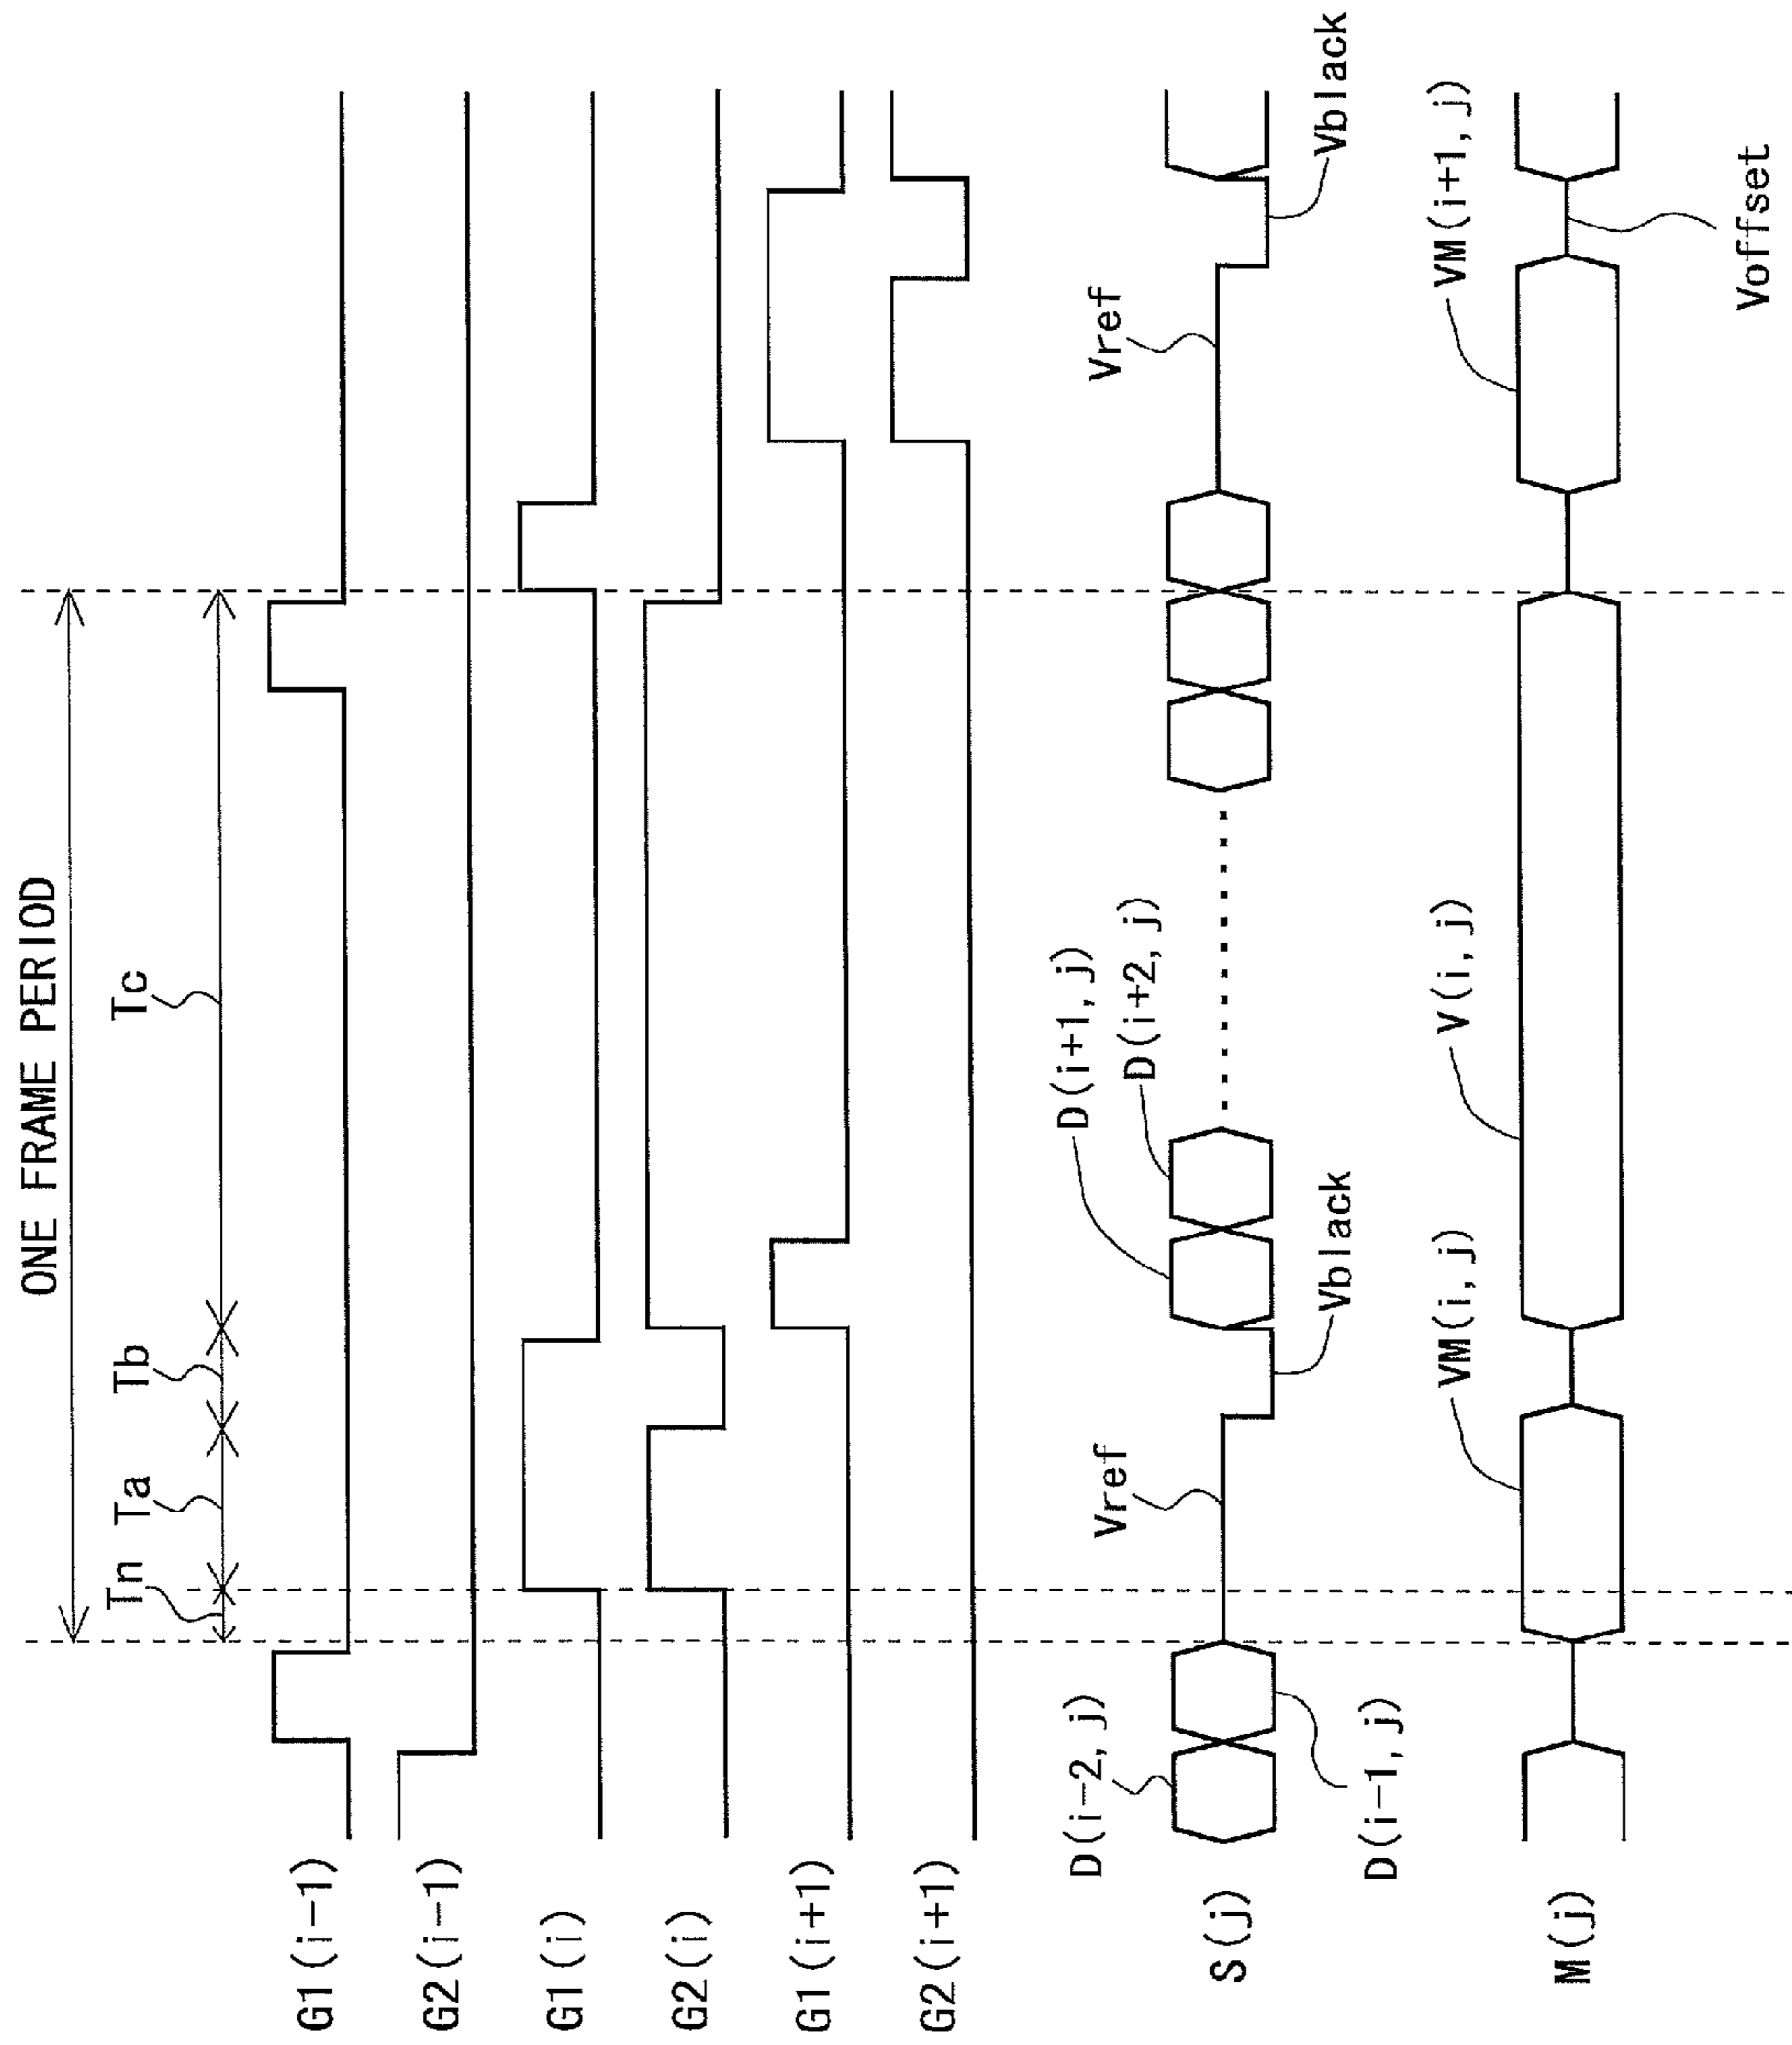 ONE FRAME PERIOD
Tn
Ta
Tb
Tc
G1(i-1)
G2(i-1)
G1(i)
G2(i)
G1(i+1)
G2(i+1)
D(i-2, j)
Vref
D(i+1, j)
D(i+2, j)
Vref
S(j)
D(i-1, j)
Vblack
Vblack
VM(i, j)
V(i, j)
VM(i+1, j)
M(j)
Voffset